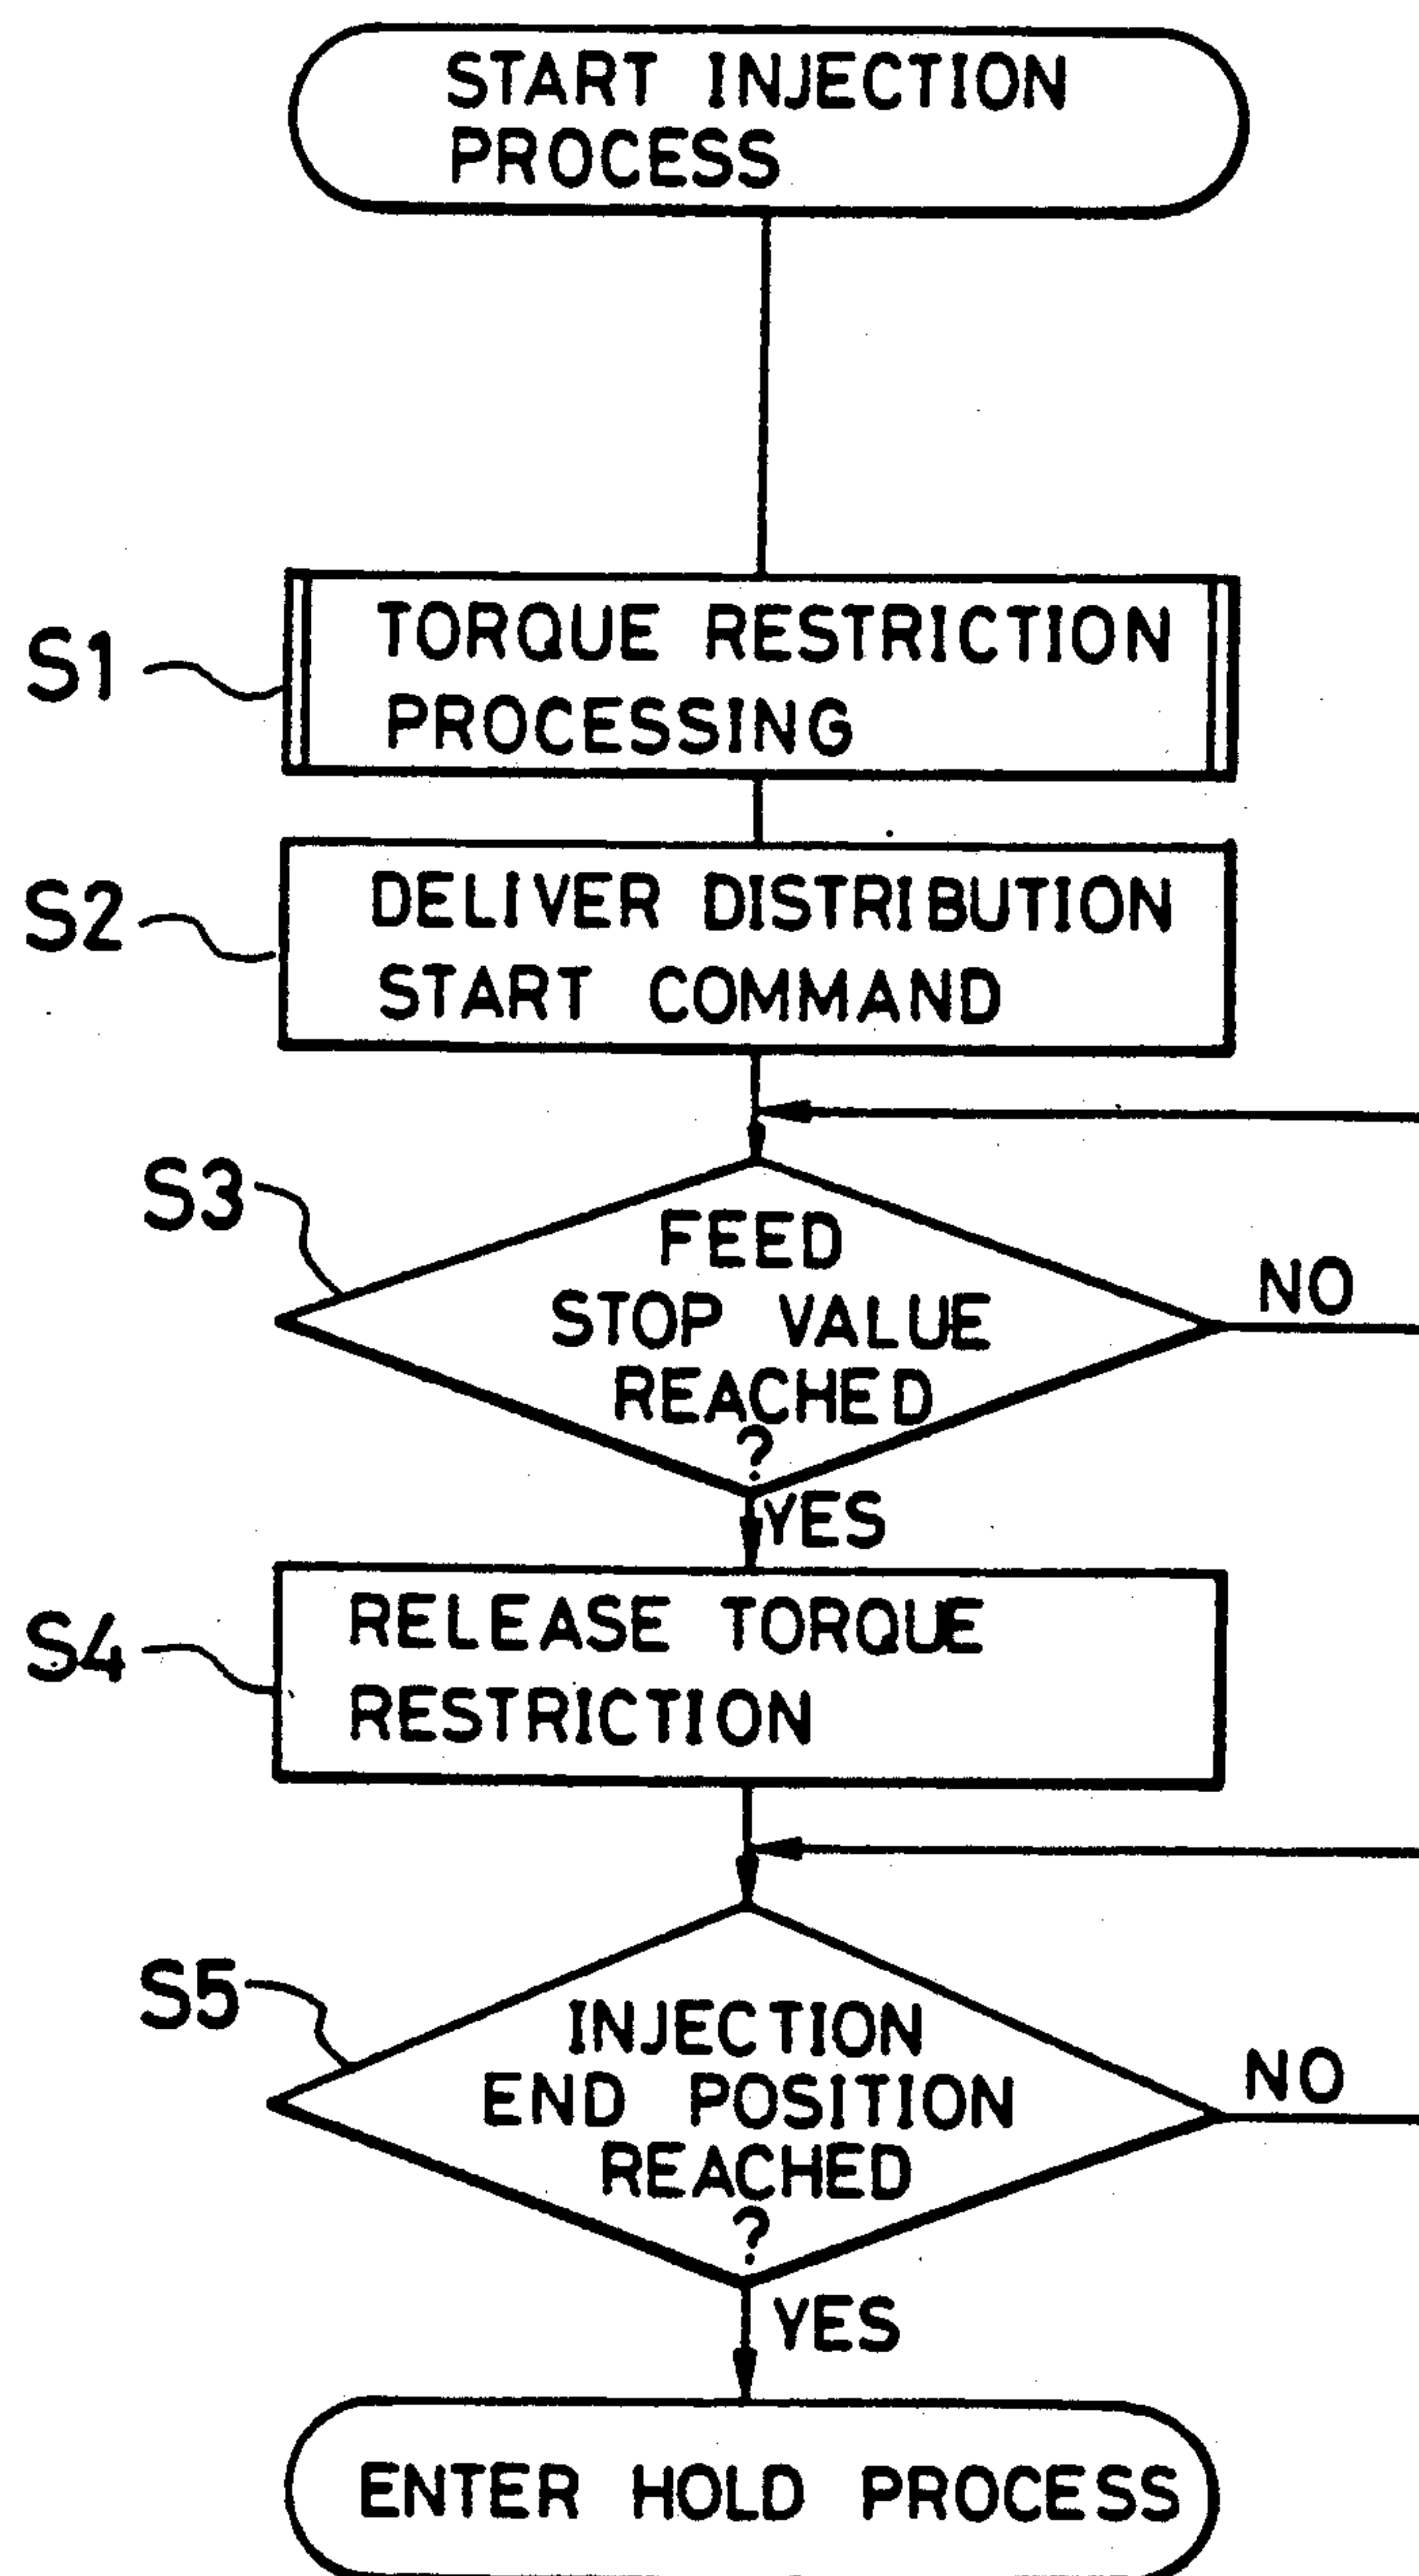 START INJECTION
PROCESS
S1
TORQUE RESTRICTION
PROCESSING
S2
DELIVER DISTRIBUTION
START COMMAND
S3
FEED
STOP VALUE
REACHED
?
NO
YES
S4
RELEASE TORQUE
RESTRICTION
S5
INJECTION
END POSITION
REACHED
?
NO
YES
ENTER HOLD PROCESS